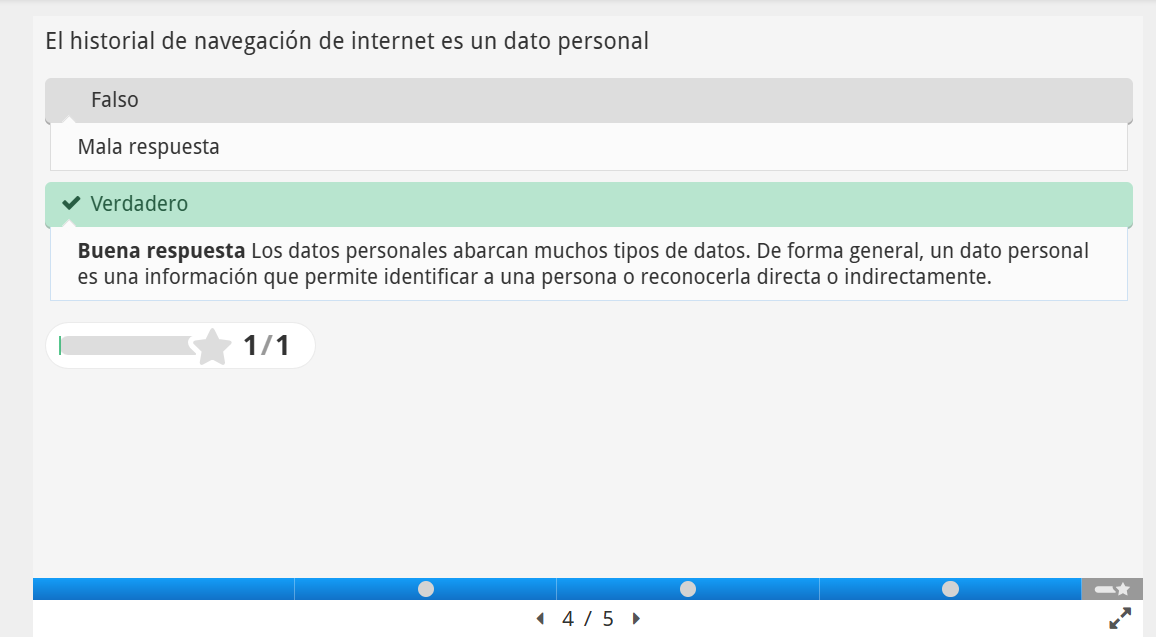 El historial de navegación de internet es un dato personal
Falso
Mala respuesta
Verdadero
Buena respuesta Los datos personales abarcan muchos tipos de datos. De forma general, un dato personal
es una información que permite identificar a una persona o reconocerla directa o indirectamente.
1/1
4 / 5